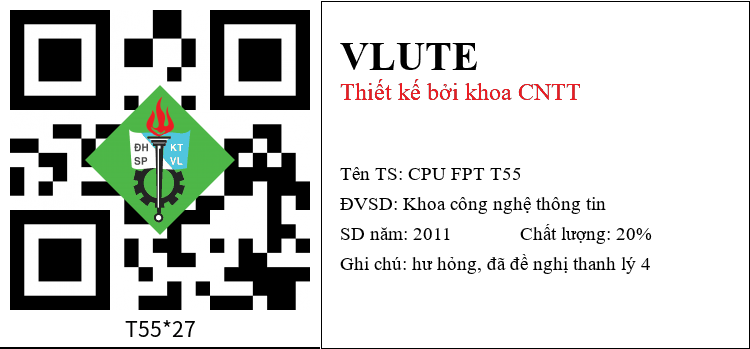 ĐH KT
SP VL
T55*27
VLUTE
Thiết kế bởi khoa CNTT
Tên TS: CPU FPT T55
ĐVSD: Khoa công nghệ thông tin
SD năm: 2011 Chất lượng: 20%
Ghi chú: hư hỏng, đã đề nghị thanh lý 4